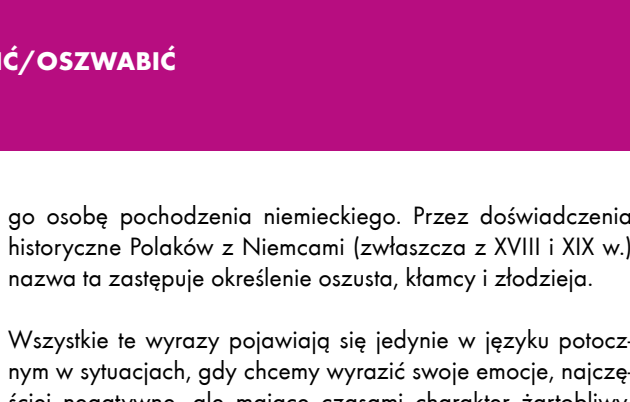 IĆ/OSZWABIĆ
go osobę pochodzenia niemieckiego. Przez doświadczenia
historyczne Polaków z Niemcami (zwłaszcza z XVIII i XIX w.)
nazwa ta zastępuje określenie oszusta, kłamcy i złodzieja.
Wszystkie te wyrazy pojawiają się jedynie w języku potocz-
nym w sytuacjach, gdy chcemy wyrazić swoje emocje, najczę-
ściej negatywne, ale mające czasami charakter żartobliwy.